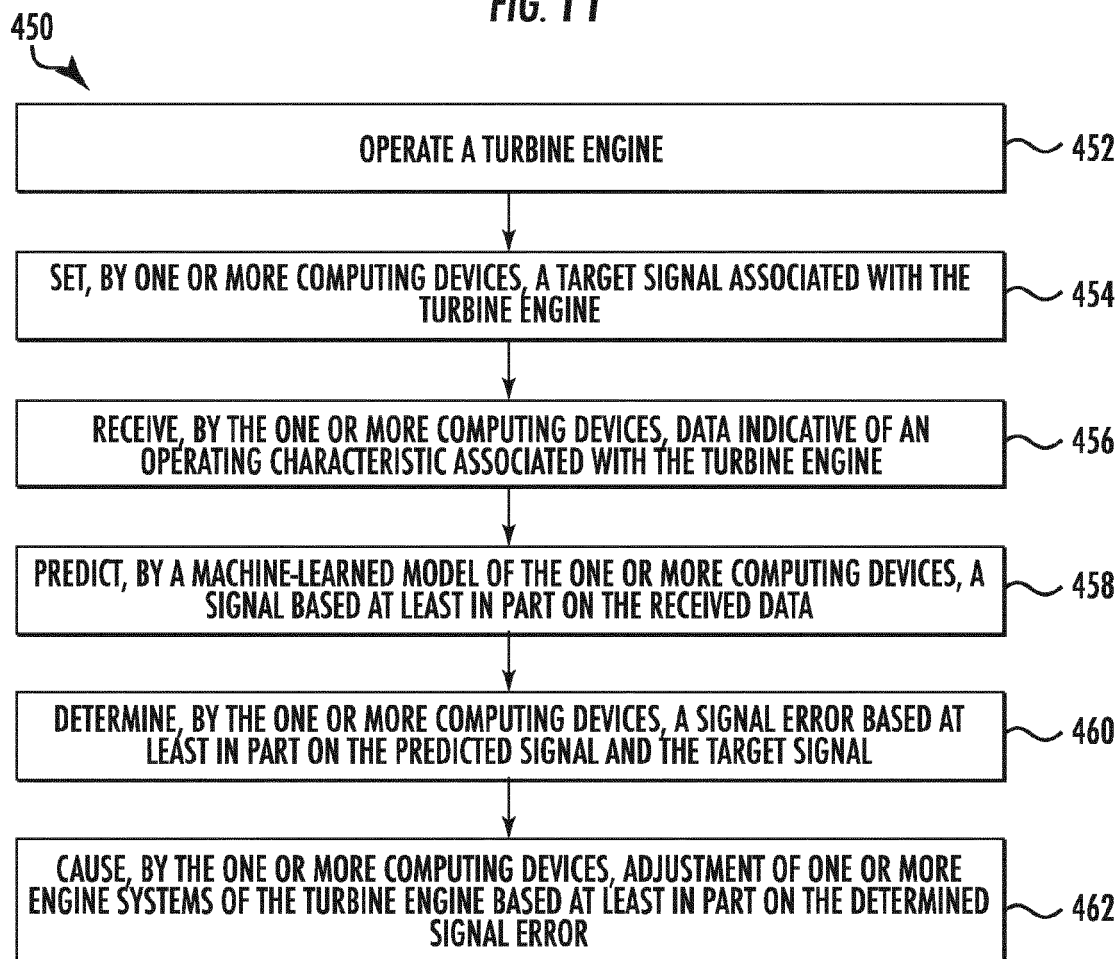 FIG. 11
450
OPERATE A TURBINE ENGINE
452
SET, BY ONE OR MORE COMPUTING DEVICES, A TARGET SIGNAL ASSOCIATED WITH THE
TURBINE ENGINE
454
RECEIVE, BY THE ONE OR MORE COMPUTING DEVICES, DATA INDICATIVE OF AN
OPERATING CHARACTERISTIC ASSOCIATED WITH THE TURBINE ENGINE
456
PREDICT, BY A MACHINE-LEARNED MODEL OF THE ONE OR MORE COMPUTING DEVICES, A
SIGNAL BASED AT LEAST IN PART ON THE RECEIVED DATA
458
DETERMINE, BY THE ONE OR MORE COMPUTING DEVICES, A SIGNAL ERROR BASED AT
LEAST IN PART ON THE PREDICTED SIGNAL AND THE TARGET SIGNAL
460
CAUSE, BY THE ONE OR MORE COMPUTING DEVICES, ADJUSTMENT OF ONE OR MORE
ENGINE SYSTEMS OF THE TURBINE ENGINE BASED AT LEAST IN PART ON THE DETERMINED
SIGNAL ERROR
462